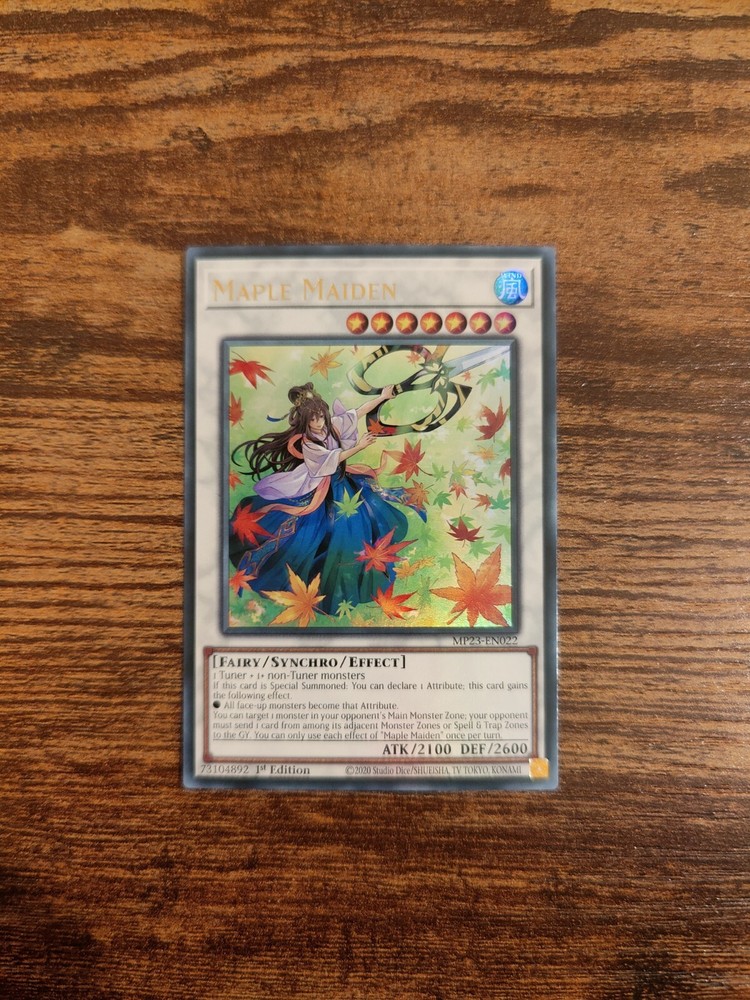 Maple Maiden
WIND
風
MP23-EN022
[Fairy/Synchro/Effect]
1 Tuner + 1+ non-Tuner monsters
If this card is Special Summoned: You can declare 1 Attribute; this card gains
the following effect.
● All face-up monsters become that Attribute.
You can target 1 monster in your opponent's Main Monster Zone; your opponent
must send 1 card from among its adjacent Monster Zones or Spell & Trap Zones
to the GY. You can only use each effect of "Maple Maiden" once per turn.
ATK/2100 DEF/2600
73104892 1st Edition ©2020 Studio Dice/SHUEISHA, TV TOKYO, KONAMI